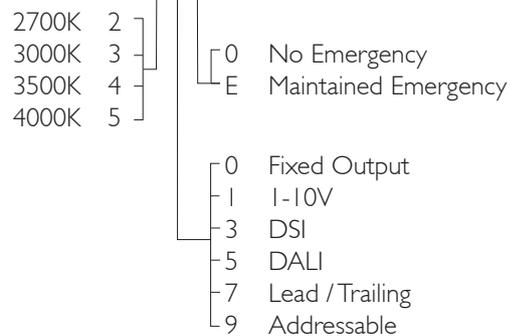 2700K 2
3000K 3
3500K 4
4000K 5
0 No Emergency
E Maintained Emergency
0 Fixed Output
1 1-10V
3 DSI
5 DALI
7 Lead / Trailing
9 Addressable